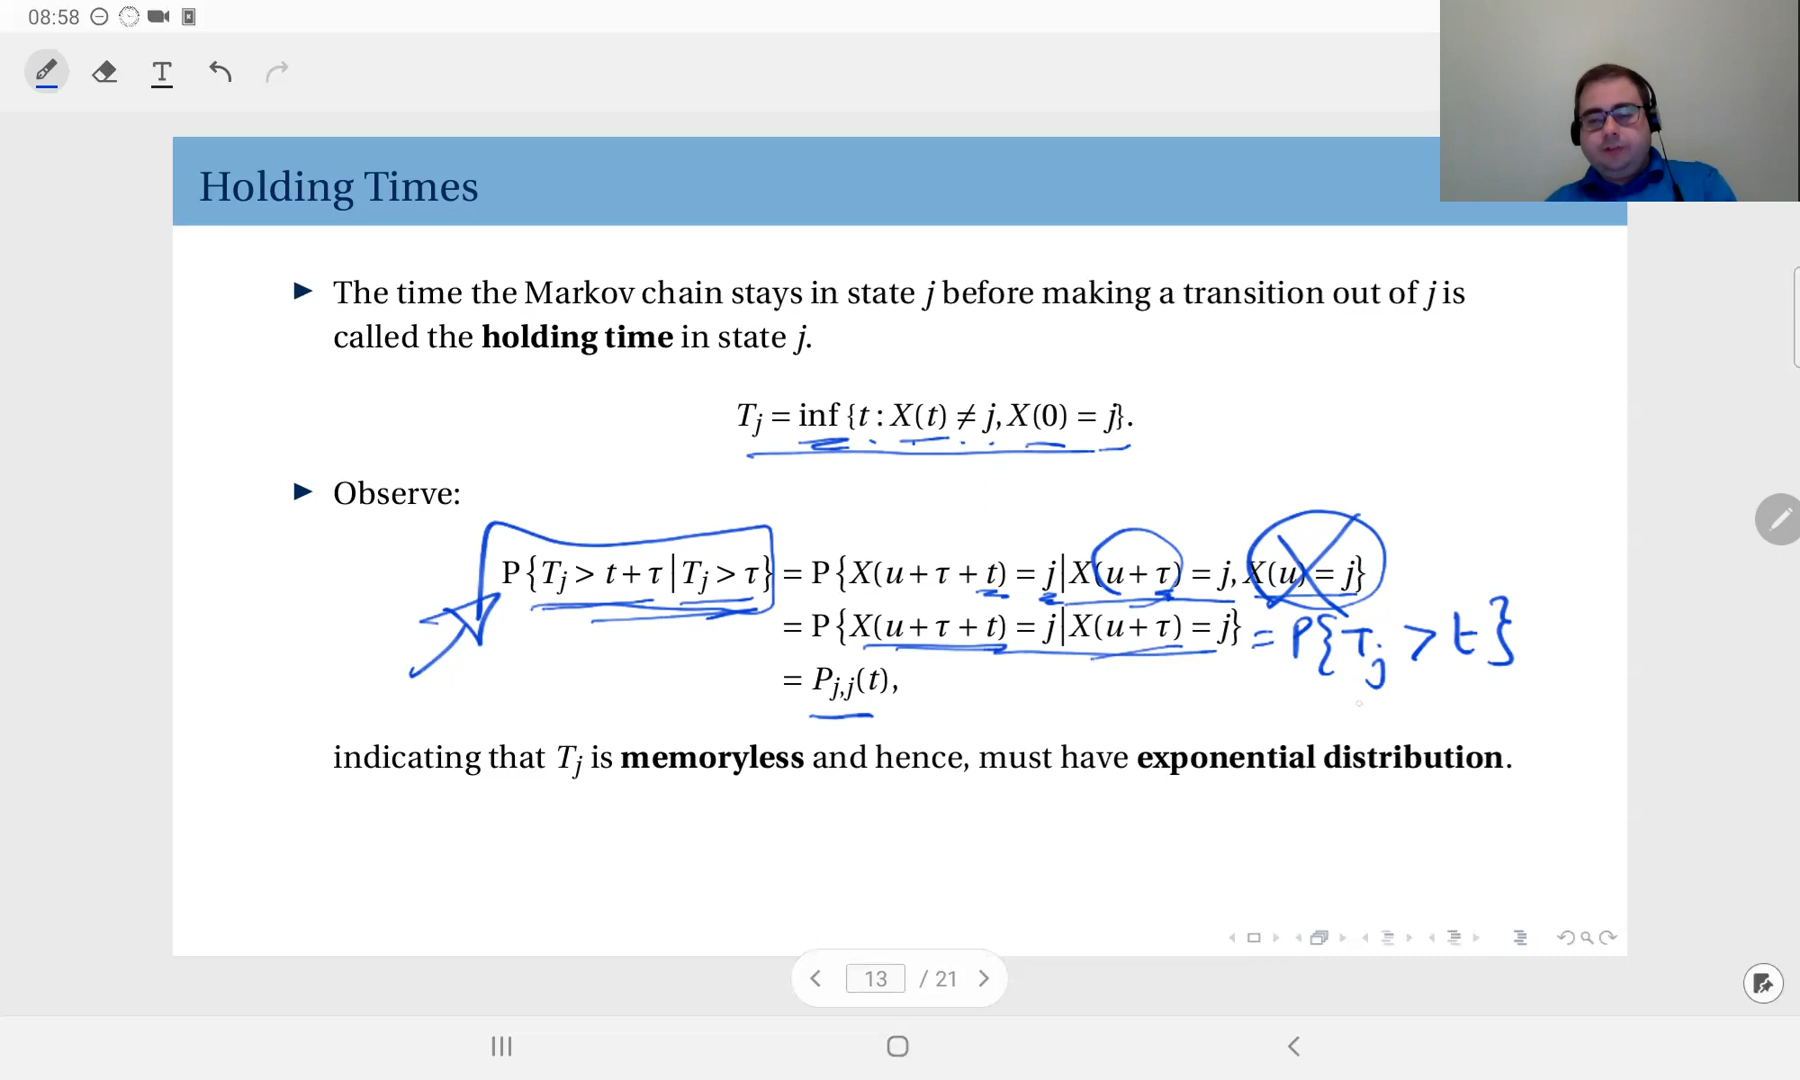 08:58
T
Holding Times
► The time the Markov chain stays in state j before making a transition out of j is
called the holding time in state j.
T_j = inf {t : X(t) ≠ j, X(0) = j}.
► Observe:
P{T_j > t + τ | T_j > τ} = P{X(u + τ + t) = j | X(u + τ) = j, X(u) = j}
= P{X(u + τ + t) = j | X(u + τ) = j} = P{T_j > t}
= P_{j,j}(t),
indicating that T_j is memoryless and hence, must have exponential distribution.
13 / 21